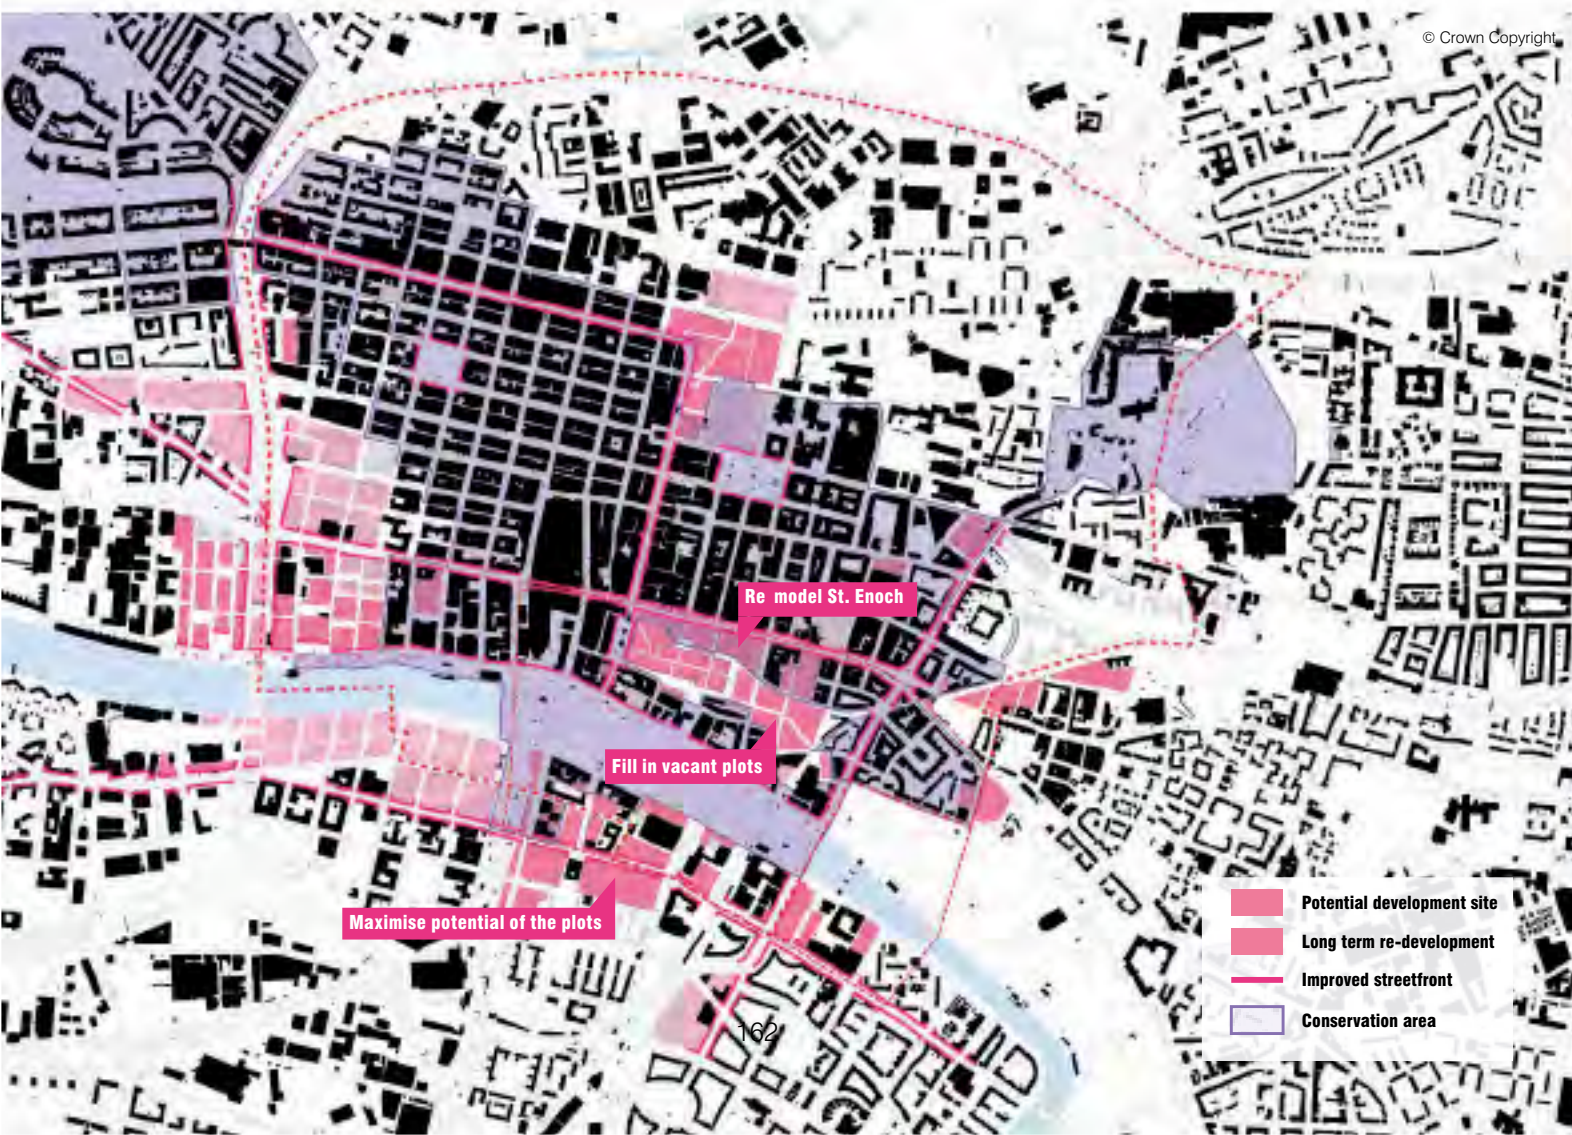 © Crown Copyright
Re model St. Enoch
Fill in vacant plots
Maximise potential of the plots
Potential development site
Long term re-development
Improved streetfront
Conservation area
162